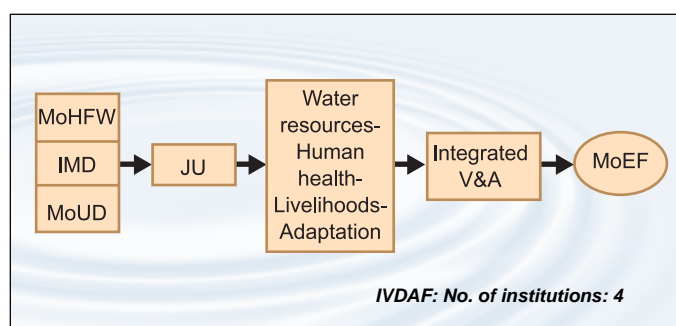 MoHFW
IMD
MoUD
JU
Water
resources-
Human
health-
Livelihoods-
Adaptation
Integrated
V&A
MoEF
IVDAF: No. of institutions: 4